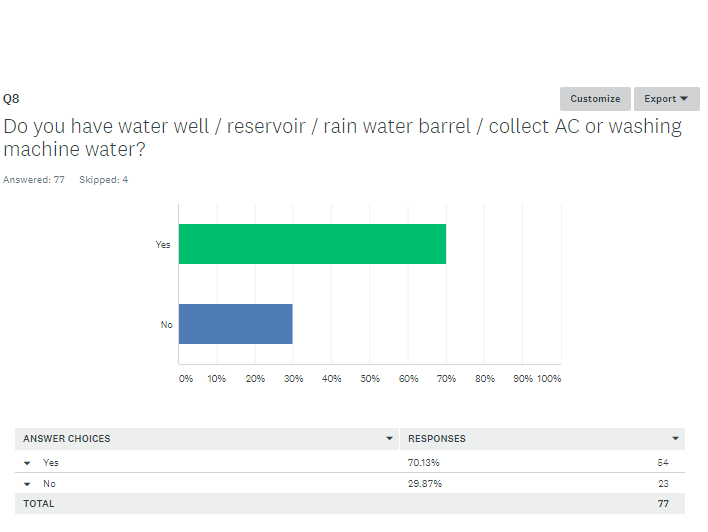 Q8
Customize
Export
Do you have water well / reservoir / rain water barrel / collect AC or washing
machine water?
Answered: 77 Skipped: 4
Yes
No
0% 10% 20% 30% 40% 50% 60% 70% 80% 90% 100%
ANSWER CHOICES RESPONSES
Yes 70.13% 54
No 29.87% 23
TOTAL 77